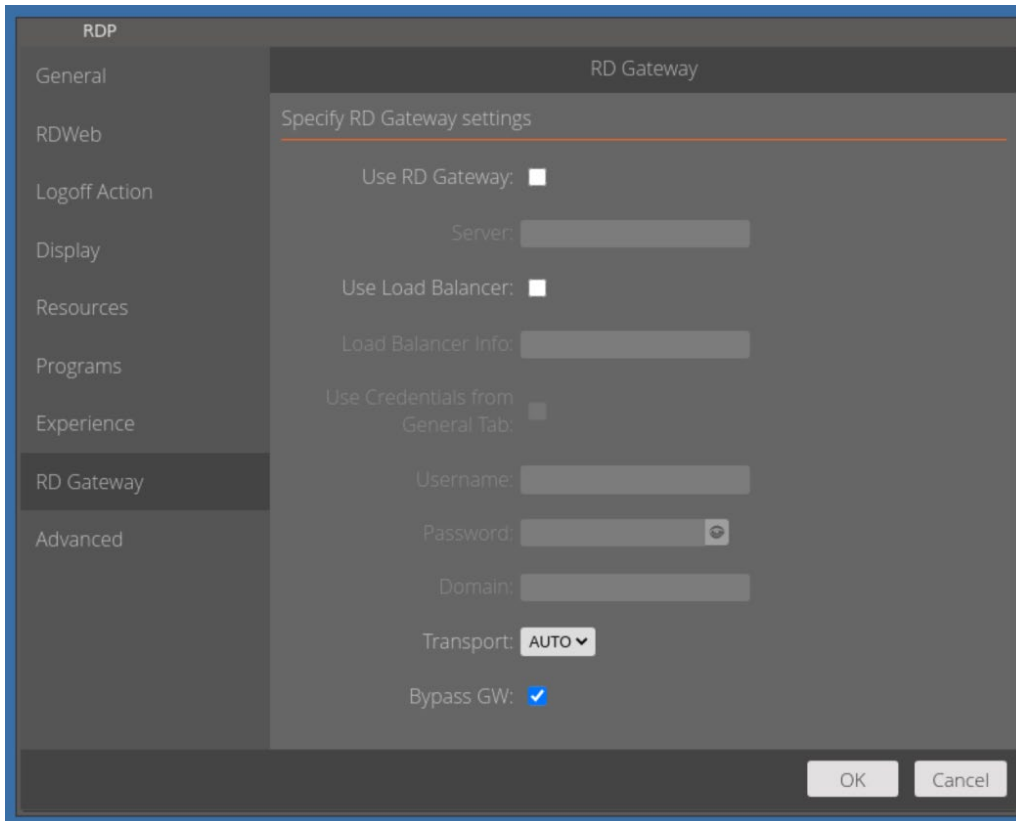 RDP
General
RDWeb
Logoff Action
Display
Resources
Programs
Experience
RD Gateway
Advanced
RD Gateway
Specify RD Gateway settings
Use RD Gateway:
Server:
Use Load Balancer:
Load Balancer Info:
Use Credentials from
General Tab:
Username:
Password:
Domain:
Transport: AUTO
Bypass GW:
OK Cancel